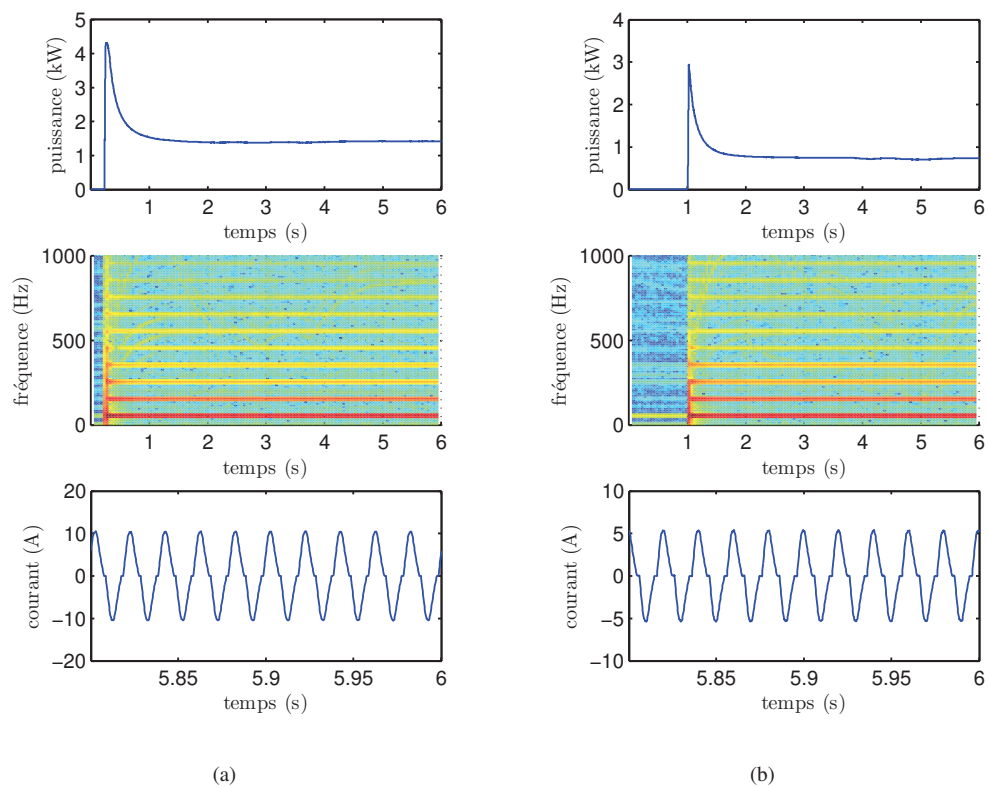 5
4
3
2
1
0
puissance (kW)
1 2 3 4 5 6
temps (s)
1000
500
0
fréquence (Hz)
1 2 3 4 5 6
temps (s)
20
10
0
−10
−20
courant (A)
5.85 5.9 5.95 6
temps (s)
(a)
4
3
2
1
0
puissance (kW)
1 2 3 4 5 6
temps (s)
1000
500
0
fréquence (Hz)
1 2 3 4 5 6
temps (s)
10
5
0
−5
−10
courant (A)
5.85 5.9 5.95 6
temps (s)
(b)